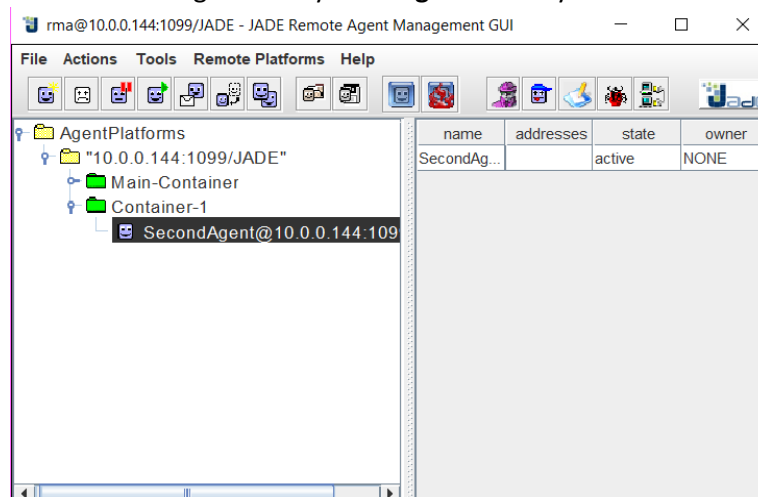 rma@10.0.0.144:1099/JADE - JADE Remote Agent Management GUI
File Actions Tools Remote Platforms Help
AgentPlatforms
"10.0.0.144:1099/JADE"
Main-Container
Container-1
SecondAgent@10.0.0.144:109
name addresses state owner
SecondAg... active NONE